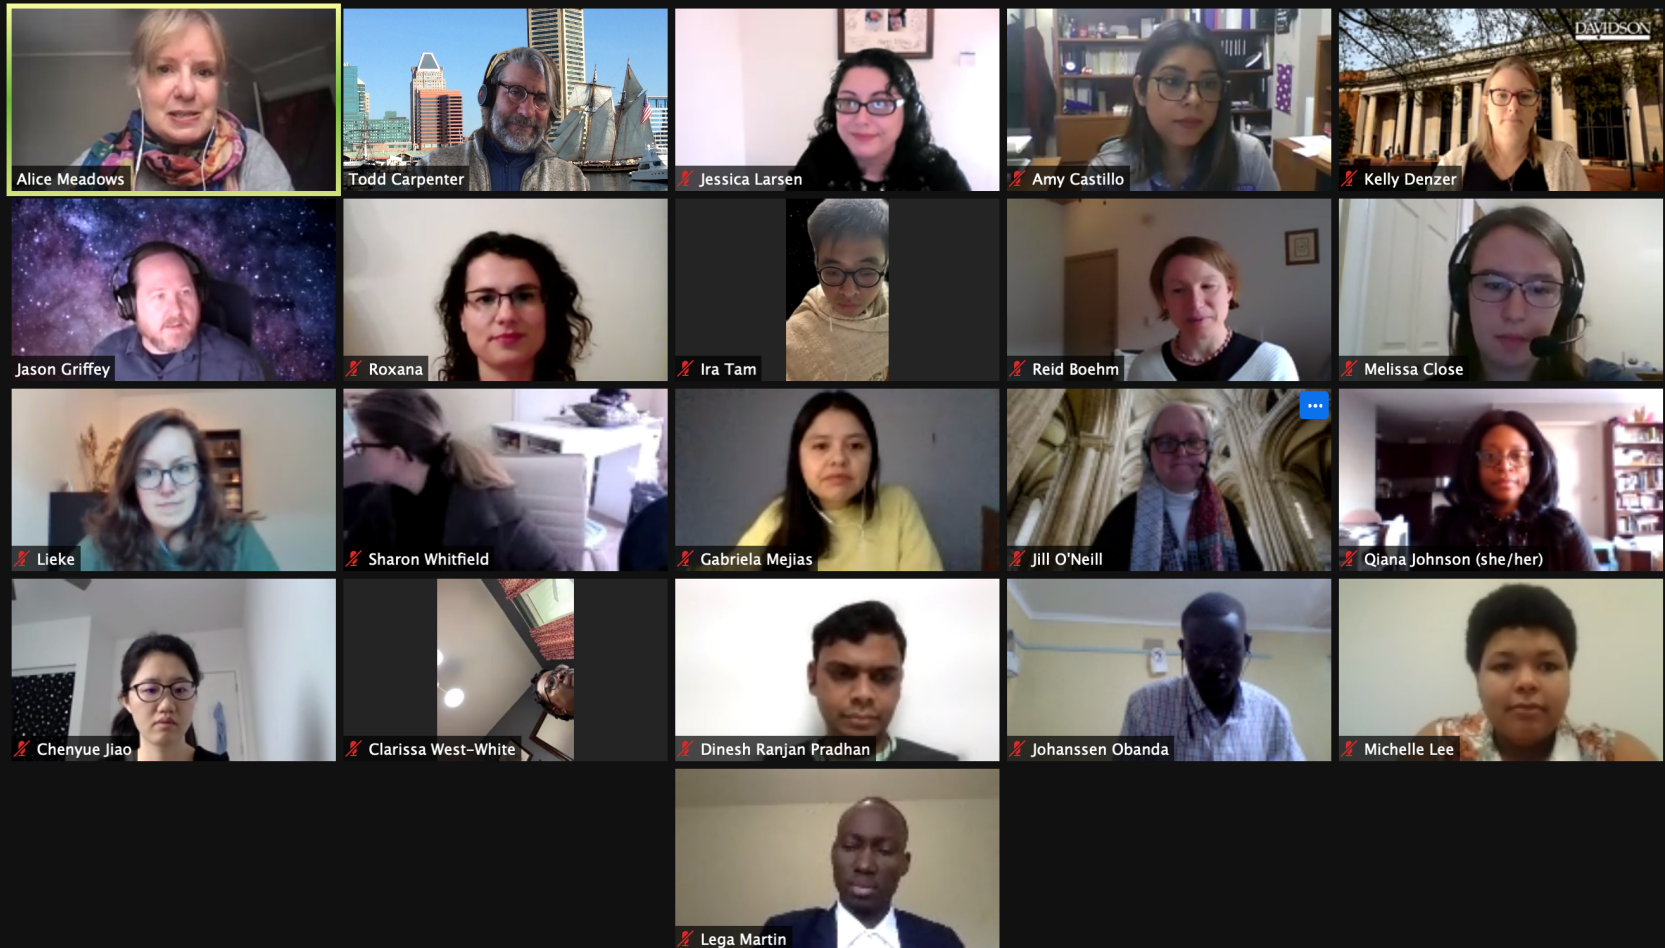 Alice Meadows
Todd Carpenter
Jessica Larsen
Amy Castillo
DAVIDSON
Kelly Denzer
Jason Griffey
Roxana
Ira Tam
Reid Boehm
Melissa Close
Lieke
Sharon Whitfield
Gabriela Mejias
Jill O'Neill
Qiana Johnson (she/her)
Chenyue Jiao
Clarissa West-White
Dinesh Ranjan Pradhan
Johanssen Obanda
Michelle Lee
Lega Martin